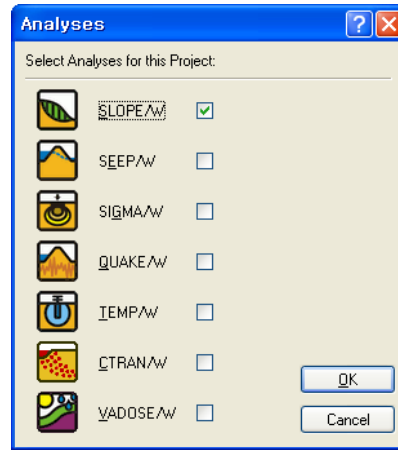 Analyses
Select Analyses for this Project:
SLOPE/W
SEEP/W
SIGMA/W
QUAKE/W
TEMP/W
CTRAN/W
VADOSE/W
OK
Cancel